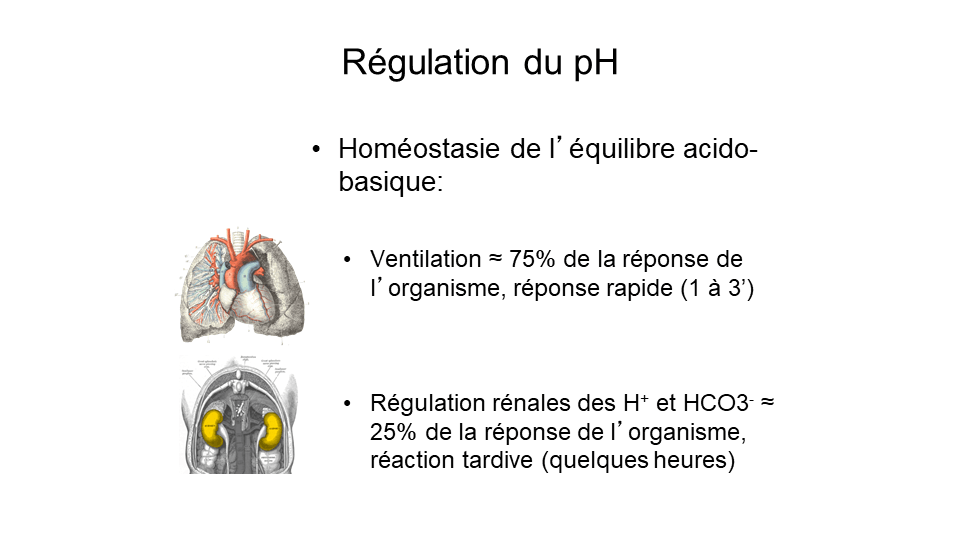 Régulation du pH
• Homéostasie de l’équilibre acido-
basique:
• Ventilation ≈ 75% de la réponse de
l’organisme, réponse rapide (1 à 3’)
• Régulation rénales des H⁺ et HCO3⁻ ≈
25% de la réponse de l’organisme,
réaction tardive (quelques heures)